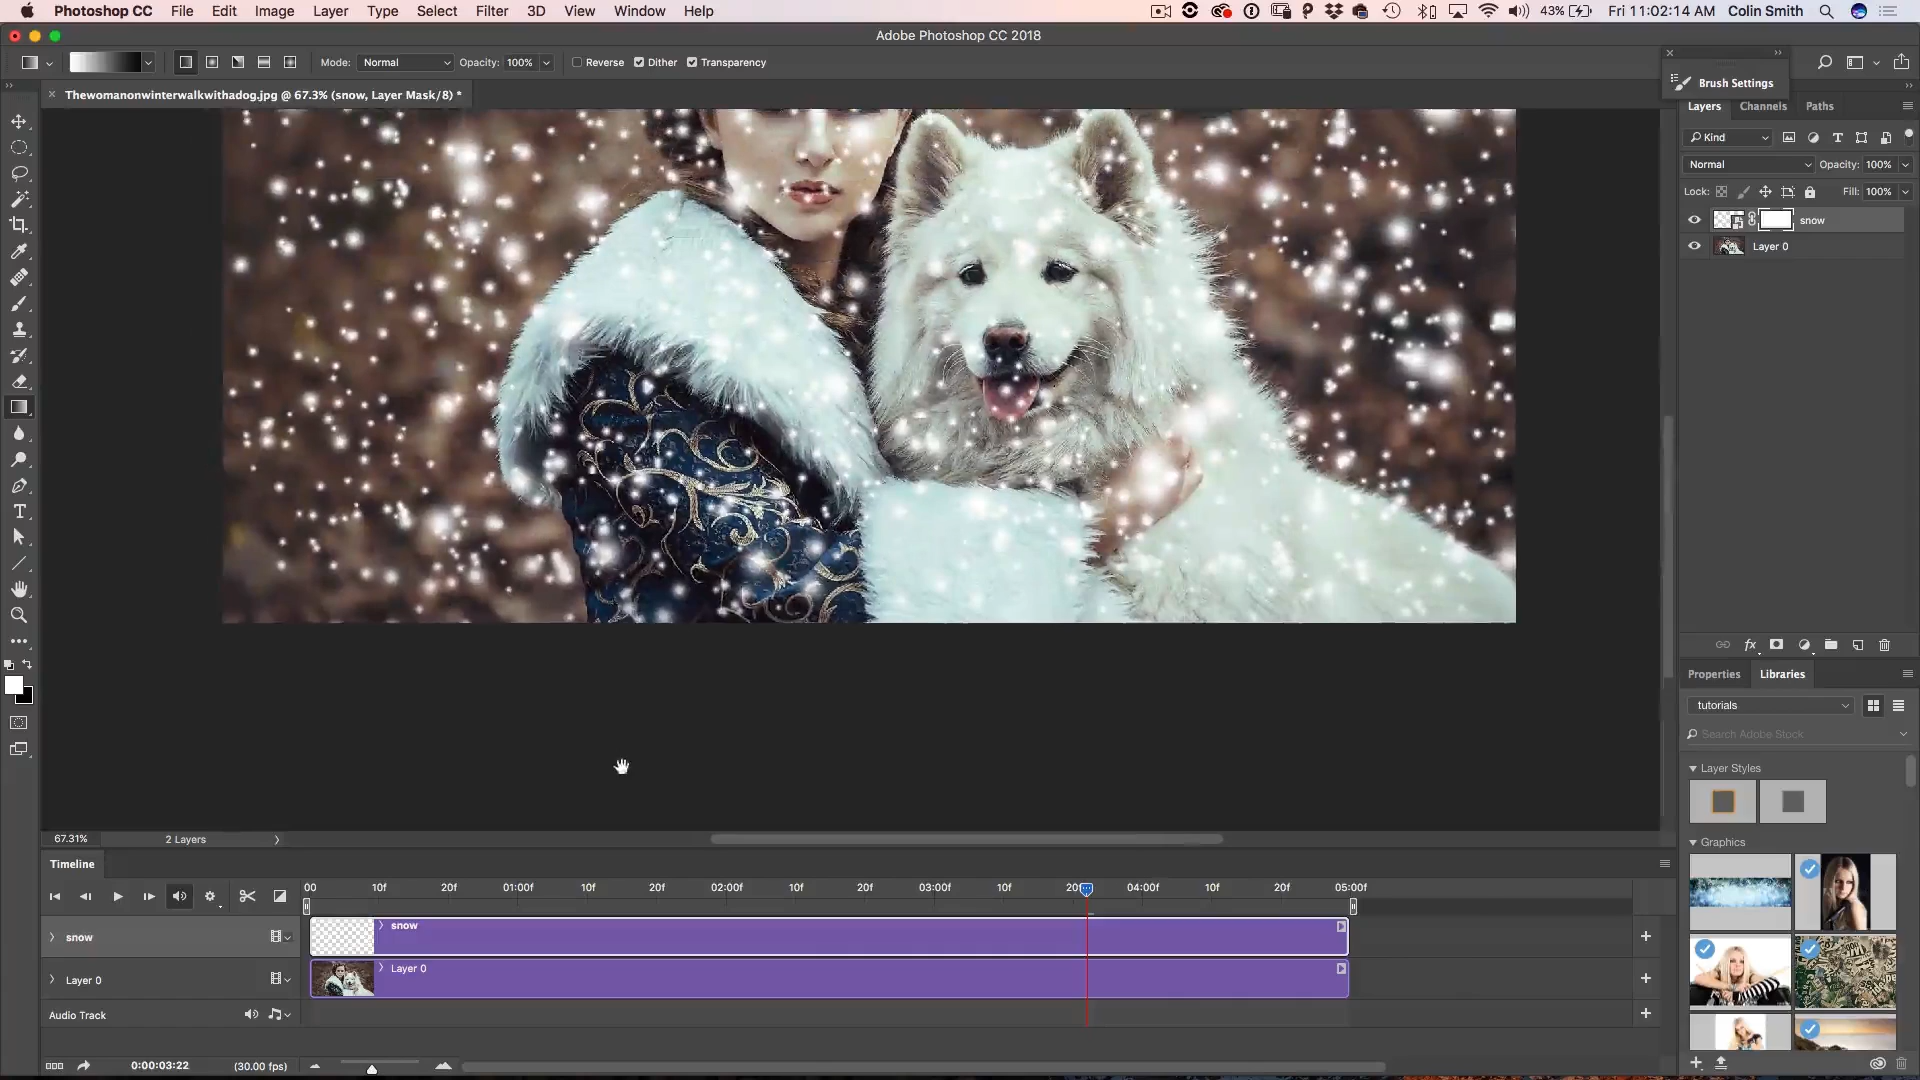 Photoshop CC File Edit Image Layer Type Select Filter 3D View Window Help
43% Fri 11:02:14 AM Colin Smith
Adobe Photoshop CC 2018
Mode: Normal Opacity: 100% Reverse Dither Transparency
Brush Settings
Thewomanonwinterwalkwithadog.jpg @ 67.3% (snow, Layer Mask/8) *
Layers Channels Paths
Kind
Normal Opacity: 100%
Lock: Fill: 100%
snow
Layer 0
Properties Libraries
tutorials
Search Adobe Stock
Layer Styles
Graphics
67.31% 2 Layers
Timeline
00 10f 20f 01:00f 10f 20f 02:00f 10f 20f 03:00f 10f 20 04:00f 10f 20f 05:00f
snow snow
Layer 0 Layer 0
Audio Track
0:00:03:22 (30.00 fps)